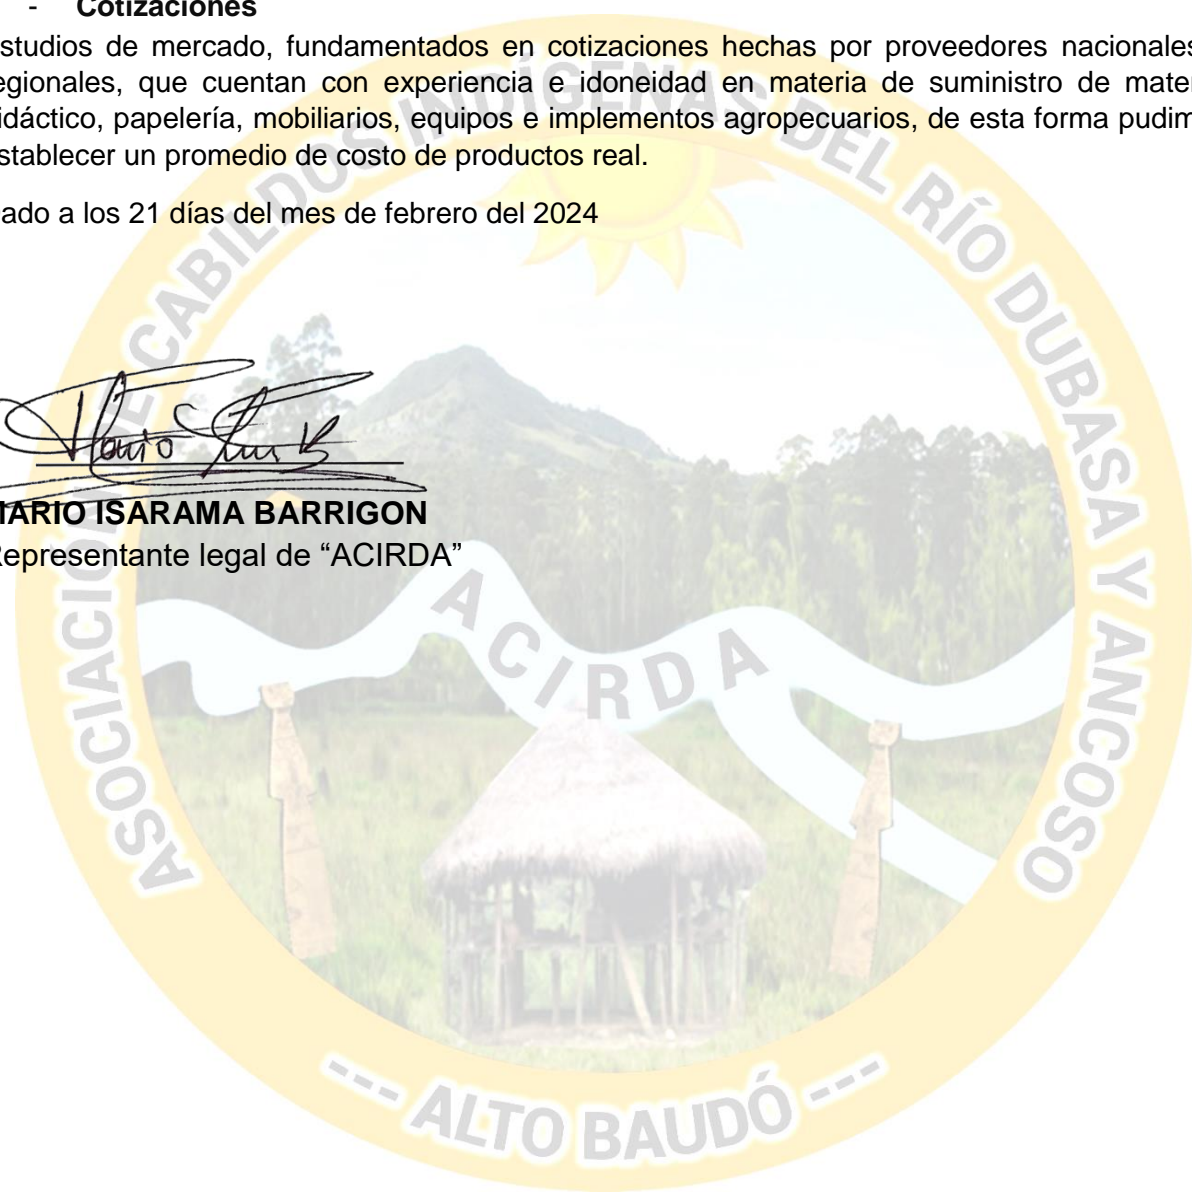 - Cotizaciones
studios de mercado, fundamentados en cotizaciones hechas por proveedores nacionales
egionales, que cuentan con experiencia e idoneidad en materia de suministro de mater
idáctico, papelería, mobiliarios, equipos e implementos agropecuarios, de esta forma pudim
stablecer un promedio de costo de productos real.
ado a los 21 días del mes de febrero del 2024
MARIO ISARAMA BARRIGON
Representante legal de “ACIRDA”
ASOCIACION DE CABILDOS INDÍGENAS DEL RÍO DUBASA Y ANCOSO
ACIRDA
--- ALTO BAUDÓ ---